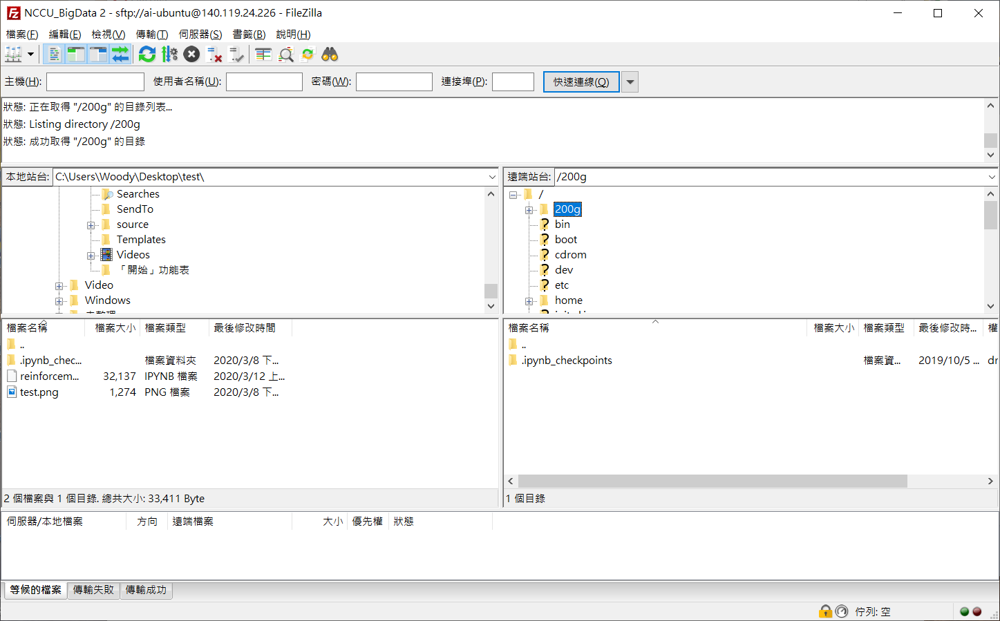 NCCU_BigData 2 - sftp://ai-ubuntu@140.119.24.226 - FileZilla
檔案(F) 編輯(E) 檢視(V) 傳輸(T) 伺服器(S) 書籤(B) 說明(H)
主機(H): 使用者名稱(U): 密碼(W): 連接埠(P): 快速連線(Q)
狀態: 正在取得 "/200g" 的目錄列表...
狀態: Listing directory /200g
狀態: 成功取得 "/200g" 的目錄
本地站台: C:\Users\Woody\Desktop\test\
Searches
SendTo
source
Templates
Videos
「開始」功能表
Video
Windows
遠端站台: /200g
/
200g
bin
boot
cdrom
dev
etc
home
檔案名稱 檔案大小 檔案類型 最後修改時間
..
.ipynb_chec... 檔案資料夾 2020/3/8 下...
reinforcem... 32,137 IPYNB 檔案 2020/3/12 上...
test.png 1,274 PNG 檔案 2020/3/8 下...
2 個檔案與 1 個目錄. 總共大小: 33,411 Byte
檔案名稱 檔案大小 檔案類型 最後修改時... 權
..
.ipynb_checkpoints 檔案資... 2019/10/5 ... dr
1 個目錄
伺服器/本地檔案 方向 遠端檔案 大小 優先權 狀態
等候的檔案 傳輸失敗 傳輸成功
佇列: 空